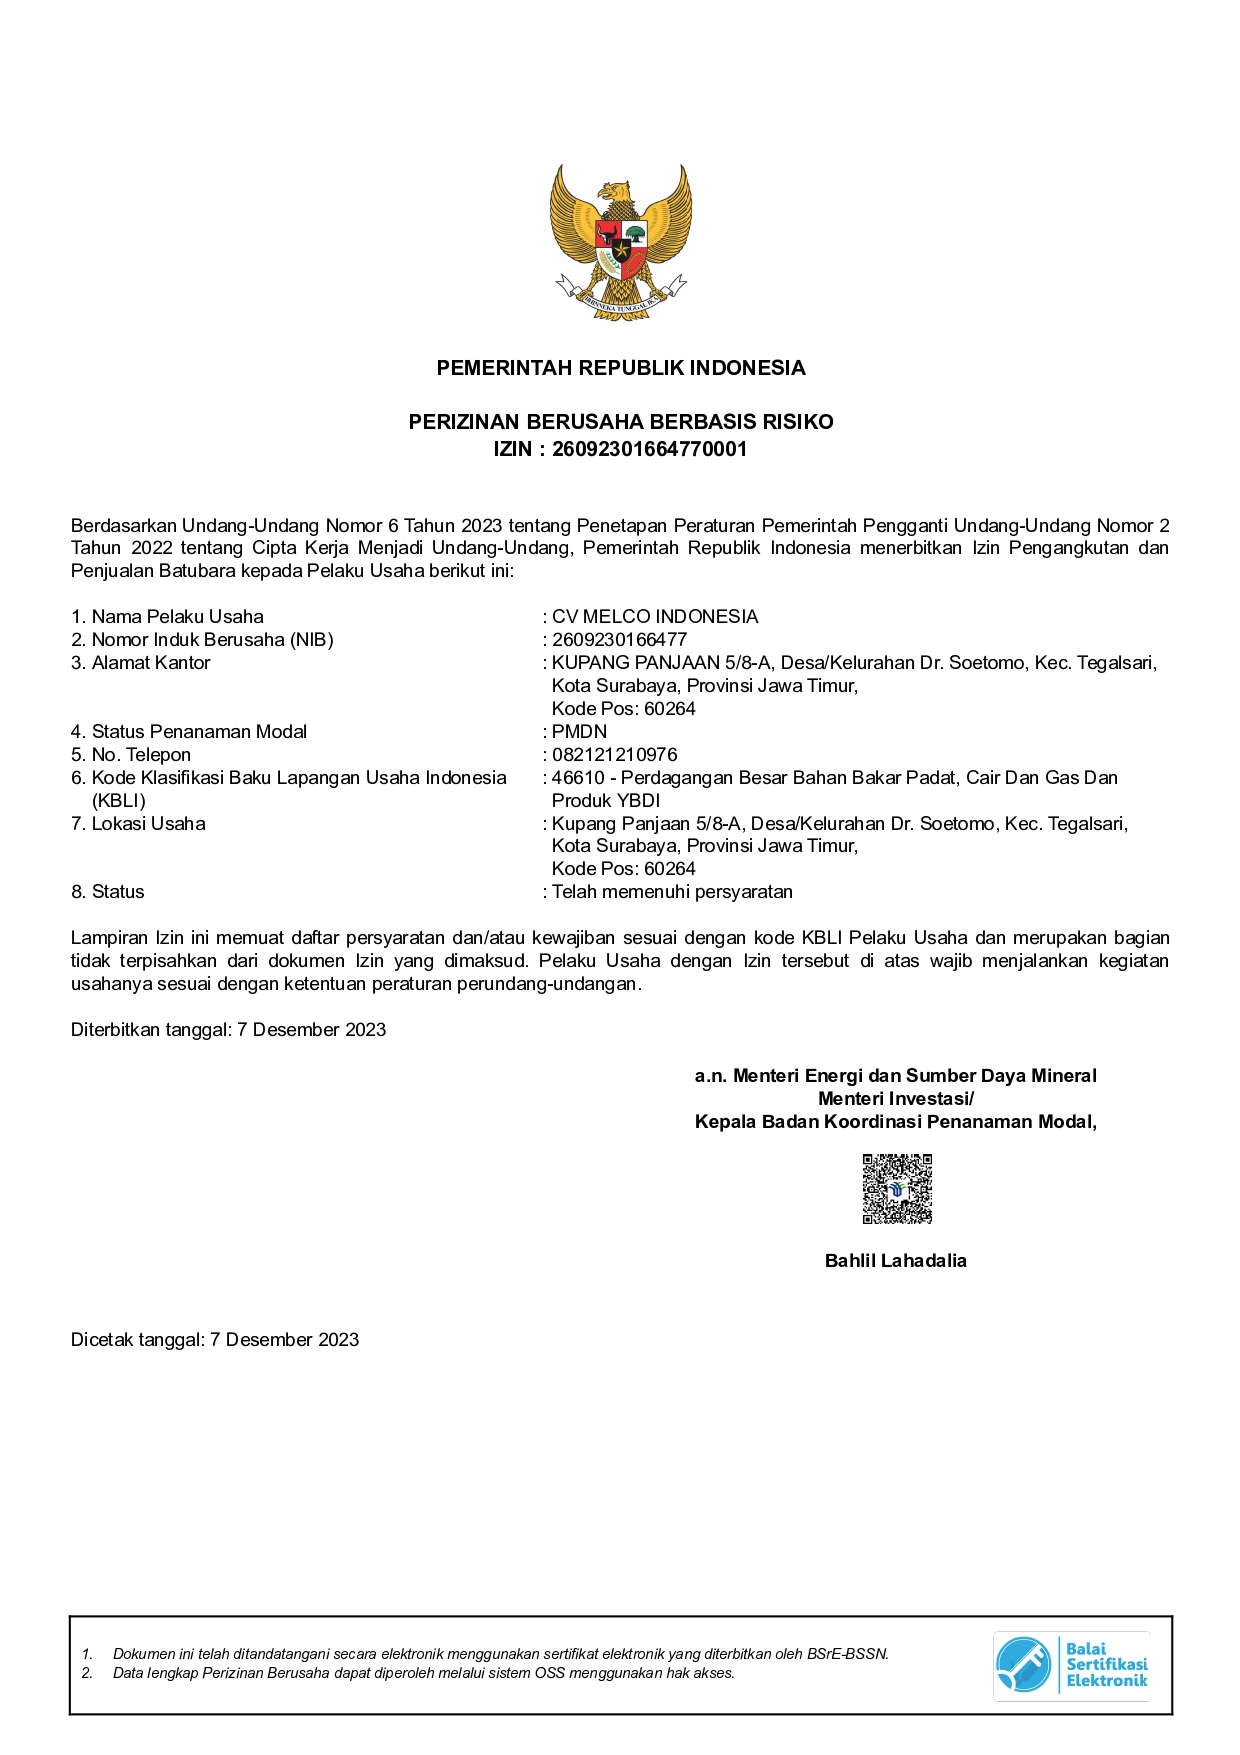 BHINNEKA TUNGGAL IKA
PEMERINTAH REPUBLIK INDONESIA
PERIZINAN BERUSAHA BERBASIS RISIKO
IZIN : 26092301664770001
Berdasarkan Undang-Undang Nomor 6 Tahun 2023 tentang Penetapan Peraturan Pemerintah Pengganti Undang-Undang Nomor 2
Tahun 2022 tentang Cipta Kerja Menjadi Undang-Undang, Pemerintah Republik Indonesia menerbitkan Izin Pengangkutan dan
Penjualan Batubara kepada Pelaku Usaha berikut ini:
1. Nama Pelaku Usaha : CV MELCO INDONESIA
2. Nomor Induk Berusaha (NIB) : 2609230166477
3. Alamat Kantor : KUPANG PANJAAN 5/8-A, Desa/Kelurahan Dr. Soetomo, Kec. Tegalsari,
Kota Surabaya, Provinsi Jawa Timur,
Kode Pos: 60264
4. Status Penanaman Modal : PMDN
5. No. Telepon : 082121210976
6. Kode Klasifikasi Baku Lapangan Usaha Indonesia : 46610 - Perdagangan Besar Bahan Bakar Padat, Cair Dan Gas Dan
(KBLI) Produk YBDI
7. Lokasi Usaha : Kupang Panjaan 5/8-A, Desa/Kelurahan Dr. Soetomo, Kec. Tegalsari,
Kota Surabaya, Provinsi Jawa Timur,
Kode Pos: 60264
8. Status : Telah memenuhi persyaratan
Lampiran Izin ini memuat daftar persyaratan dan/atau kewajiban sesuai dengan kode KBLI Pelaku Usaha dan merupakan bagian
tidak terpisahkan dari dokumen Izin yang dimaksud. Pelaku Usaha dengan Izin tersebut di atas wajib menjalankan kegiatan
usahanya sesuai dengan ketentuan peraturan perundang-undangan.
Diterbitkan tanggal: 7 Desember 2023
a.n. Menteri Energi dan Sumber Daya Mineral
Menteri Investasi/
Kepala Badan Koordinasi Penanaman Modal,
Bahlil Lahadalia
Dicetak tanggal: 7 Desember 2023
1. Dokumen ini telah ditandatangani secara elektronik menggunakan sertifikat elektronik yang diterbitkan oleh BSrE-BSSN.
2. Data lengkap Perizinan Berusaha dapat diperoleh melalui sistem OSS menggunakan hak akses.
Balai
Sertifikasi
Elektronik